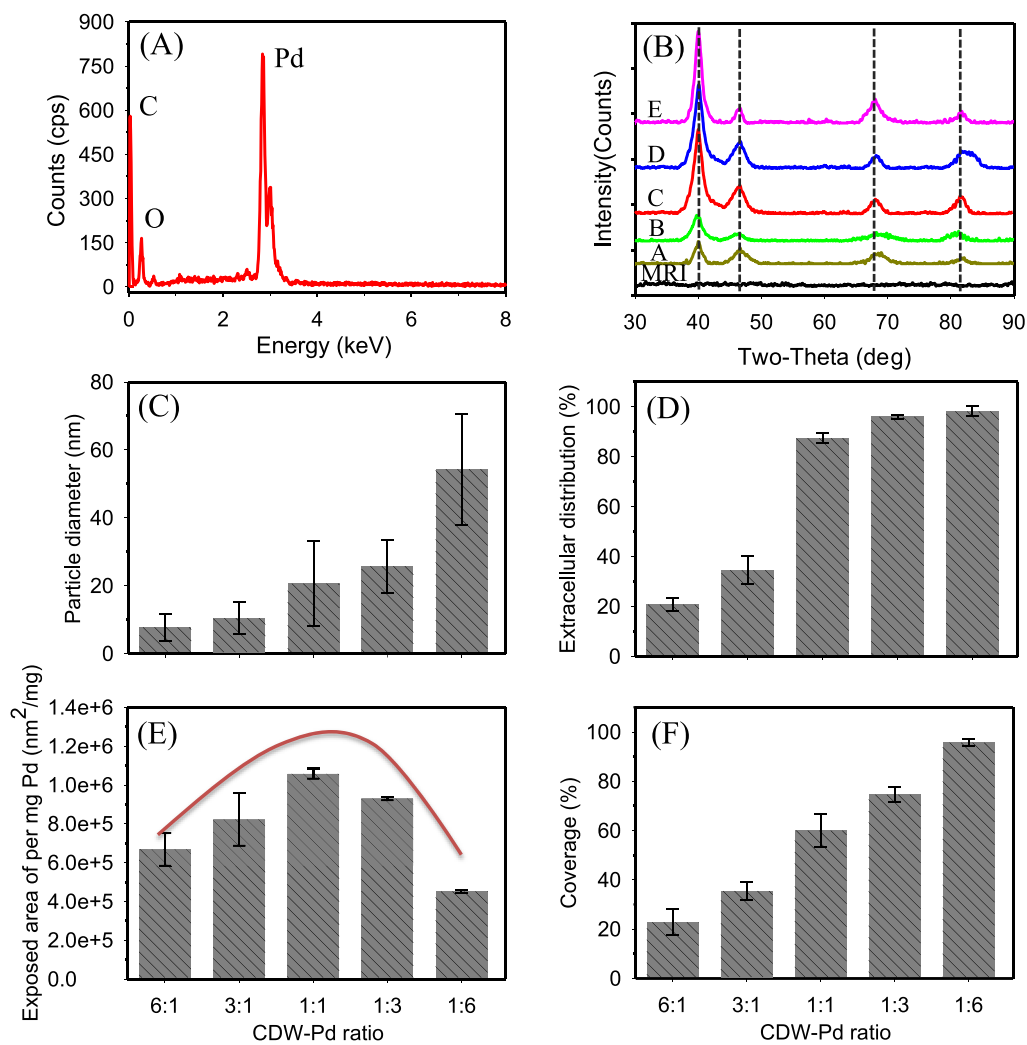 (A)
Counts (cps)
900
750
600
450
300
150
0
C
O
Pd
0 2 4 6 8
Energy (keV)
(B)
Intensity(Counts)
E
D
C
B
A
MRI
30 40 50 60 70 80 90
Two-Theta (deg)
(C)
Particle diameter (nm)
80
60
40
20
0
(D)
Extracellular distribution (%)
100
80
60
40
20
0
(E)
Exposed area of per mg Pd (nm²/mg)
1.4e+6
1.2e+6
1.0e+6
8.0e+5
6.0e+5
4.0e+5
2.0e+5
0.0
6:1 3:1 1:1 1:3 1:6
CDW-Pd ratio
(F)
Coverage (%)
100
80
60
40
20
0
6:1 3:1 1:1 1:3 1:6
CDW-Pd ratio